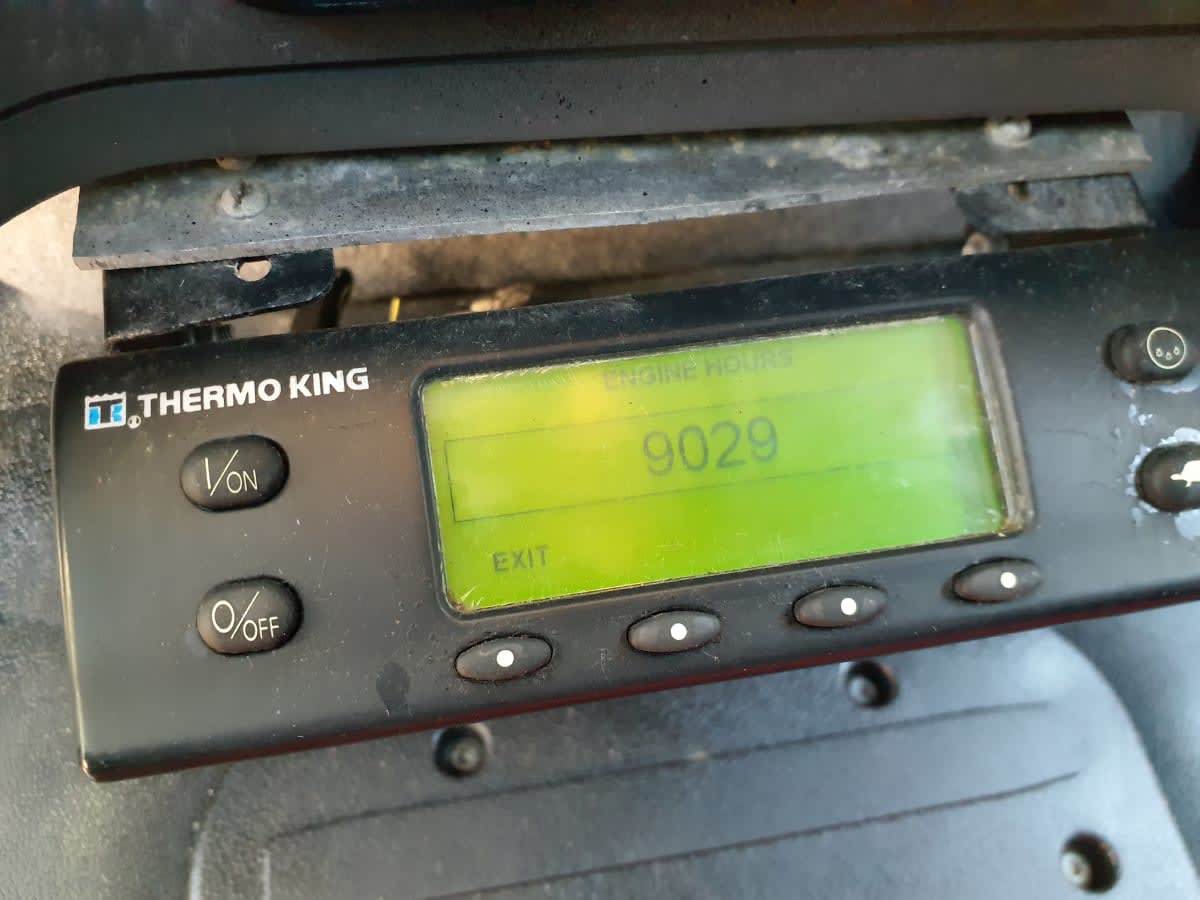 THERMO KING
I/ON
O/OFF
ENGINE HOURS
9029
EXIT